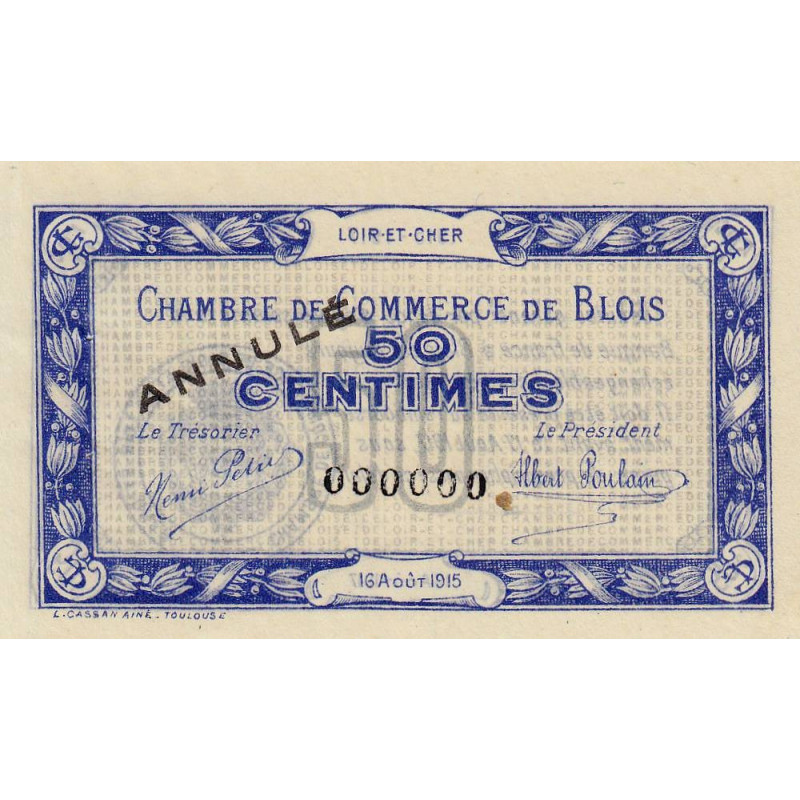 LOIR-ET-CHER
CHAMBRE DE COMMERCE DE BLOIS
ANNULÉ
50
CENTIMES
Le Trésorier
Le Président
Henri Petit
000000
Albert Poulain
16 AOÛT 1915
L. CASSAN AINÉ - TOULOUSE